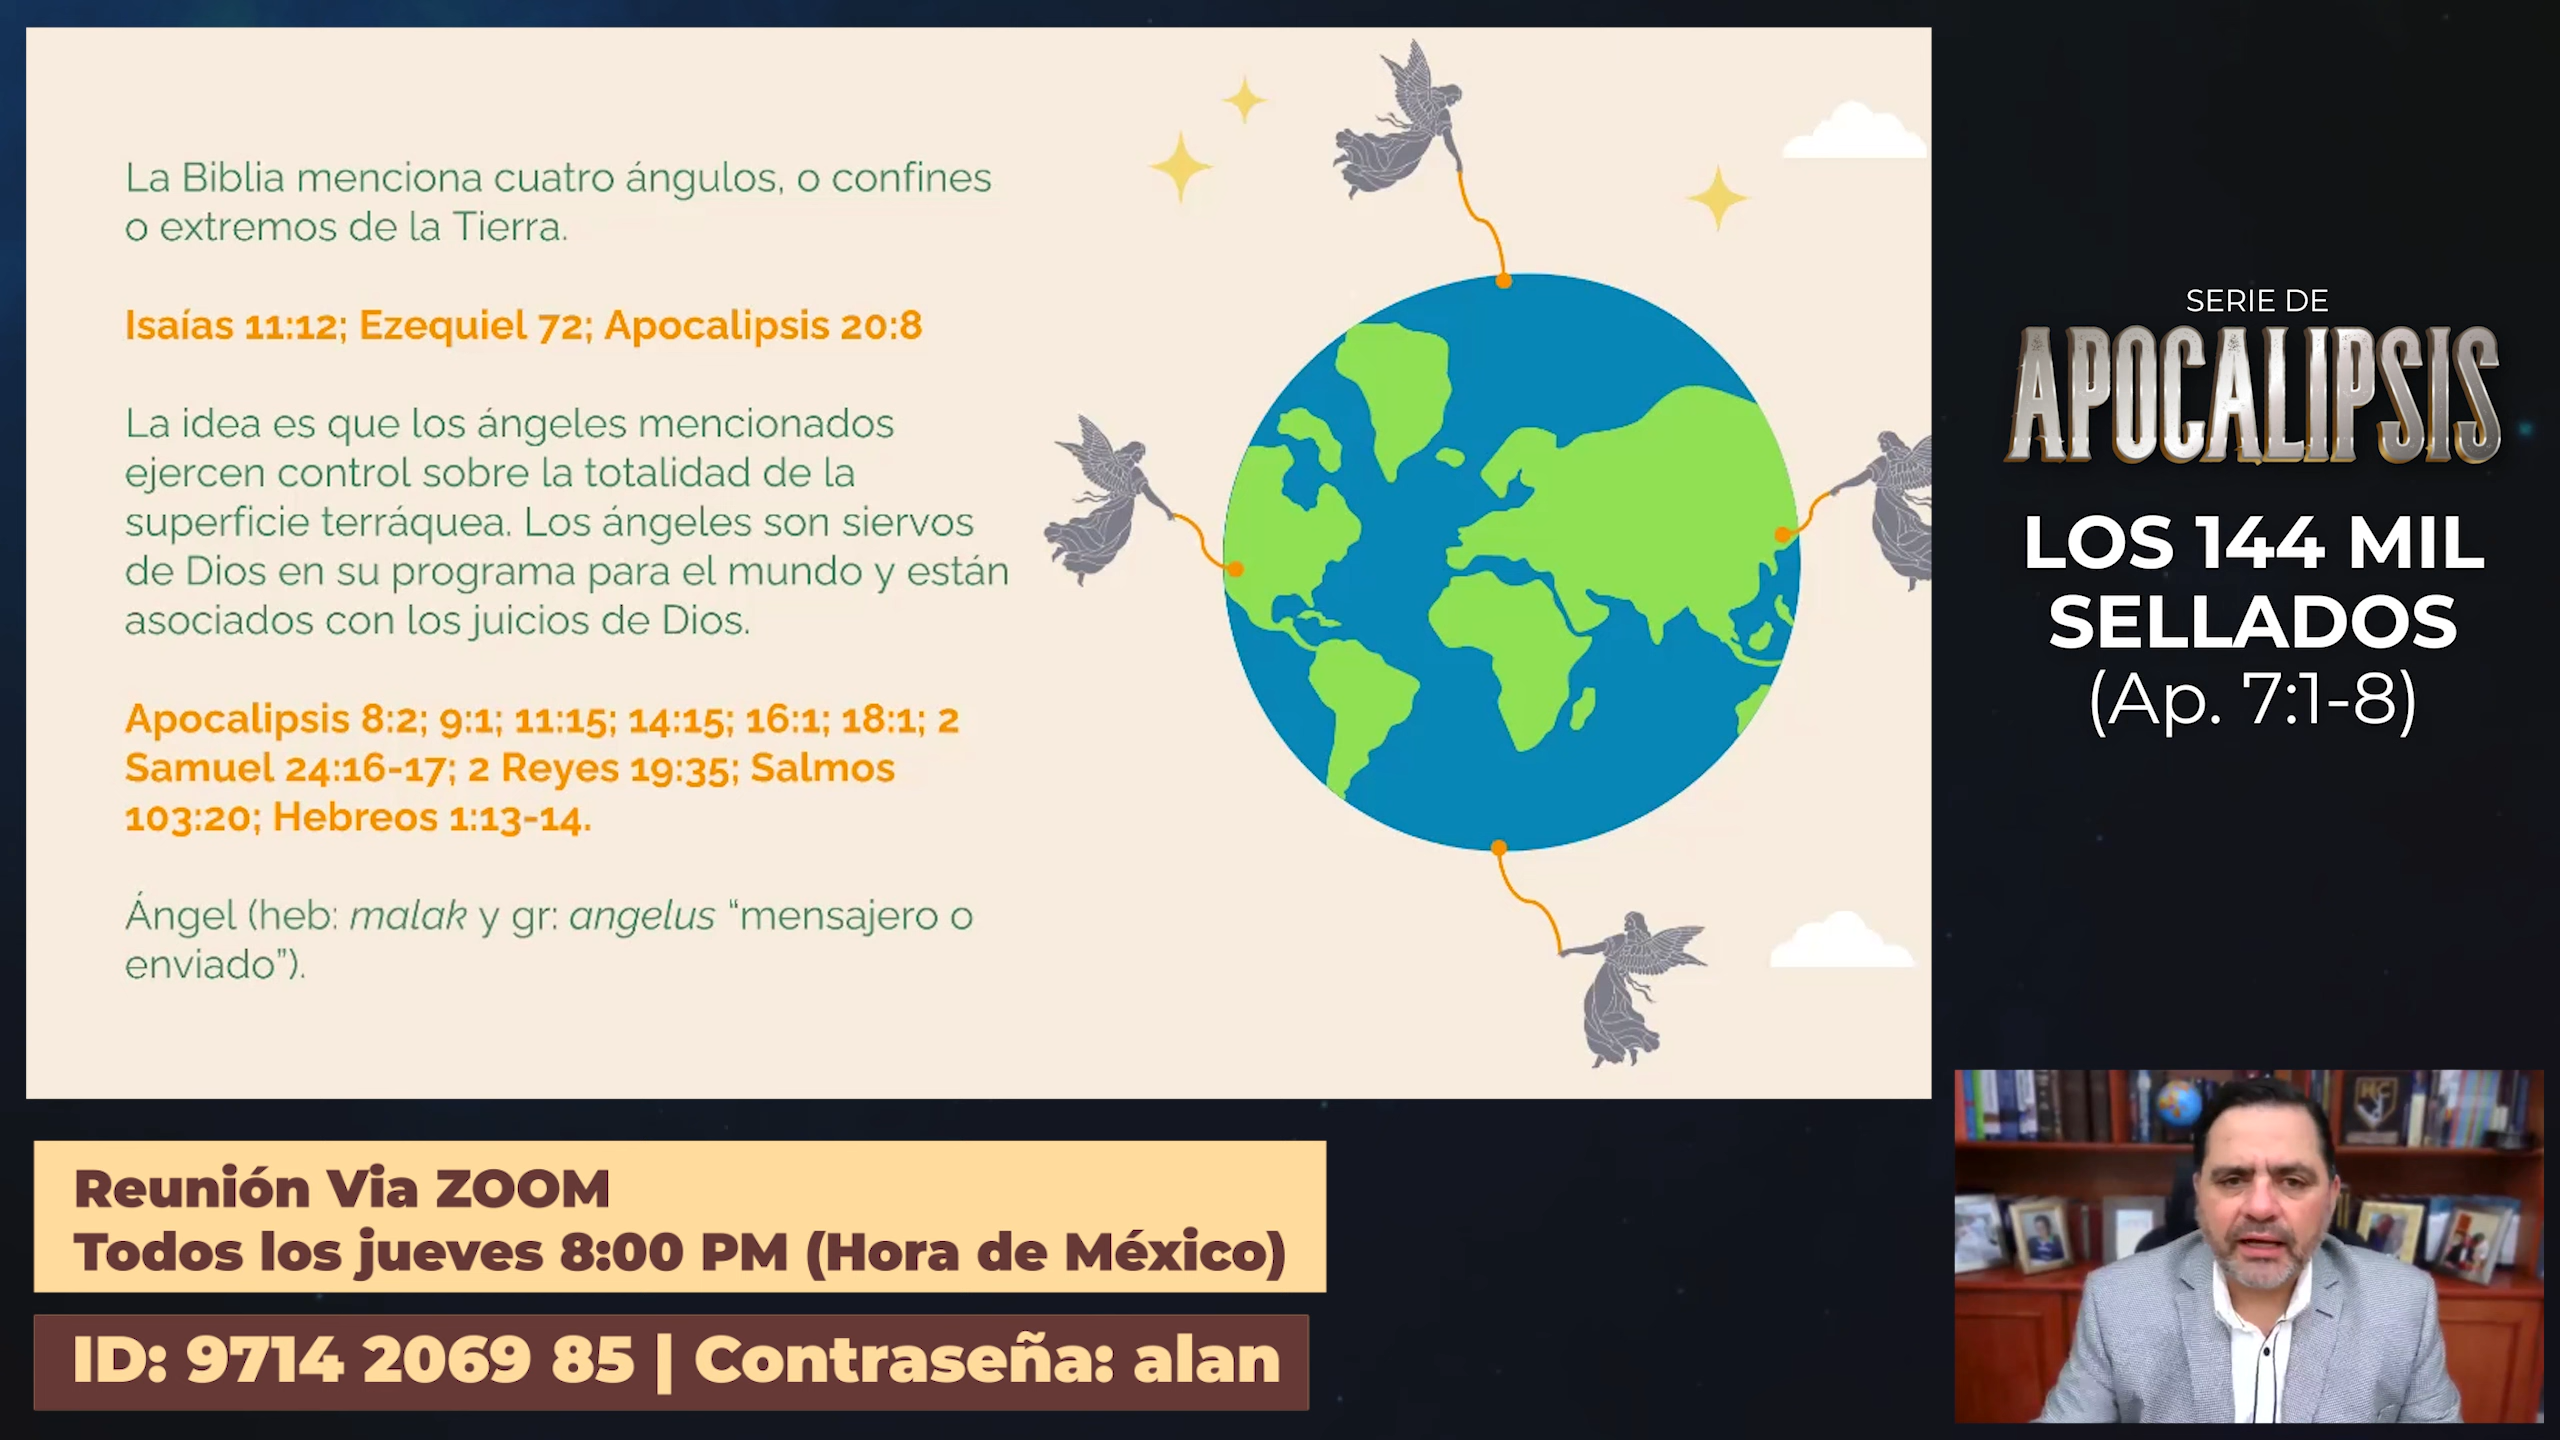 La Biblia menciona cuatro ángulos, o confines
o extremos de la Tierra.
Isaías 11:12; Ezequiel 72; Apocalipsis 20:8
La idea es que los ángeles mencionados
ejercen control sobre la totalidad de la
superficie terráquea. Los ángeles son siervos
de Dios en su programa para el mundo y están
asociados con los juicios de Dios.
Apocalipsis 8:2; 9:1; 11:15; 14:15; 16:1; 18:1; 2
Samuel 24:16-17; 2 Reyes 19:35; Salmos
103:20; Hebreos 1:13-14.
Ángel (heb: malak y gr: angelus “mensajero o
enviado”).
SERIE DE
APOCALIPSIS
LOS 144 MIL
SELLADOS
(Ap. 7:1-8)
Reunión Via ZOOM
Todos los jueves 8:00 PM (Hora de México)
ID: 9714 2069 85 | Contraseña: alan